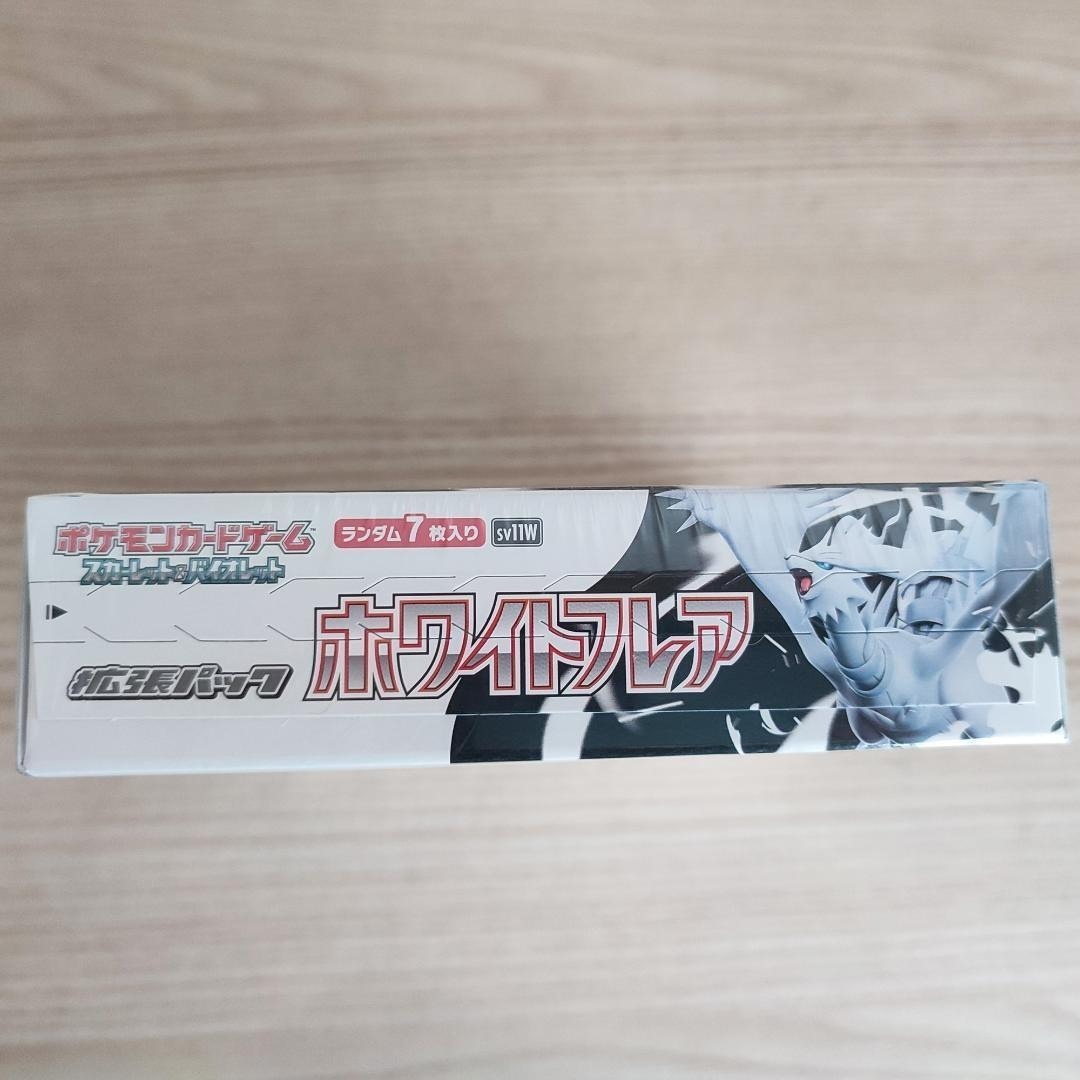 ポケモンカードゲーム™
スカーレット&バイオレット
ランダム7枚入り
sv11W
拡張パック
ホワイトフレア